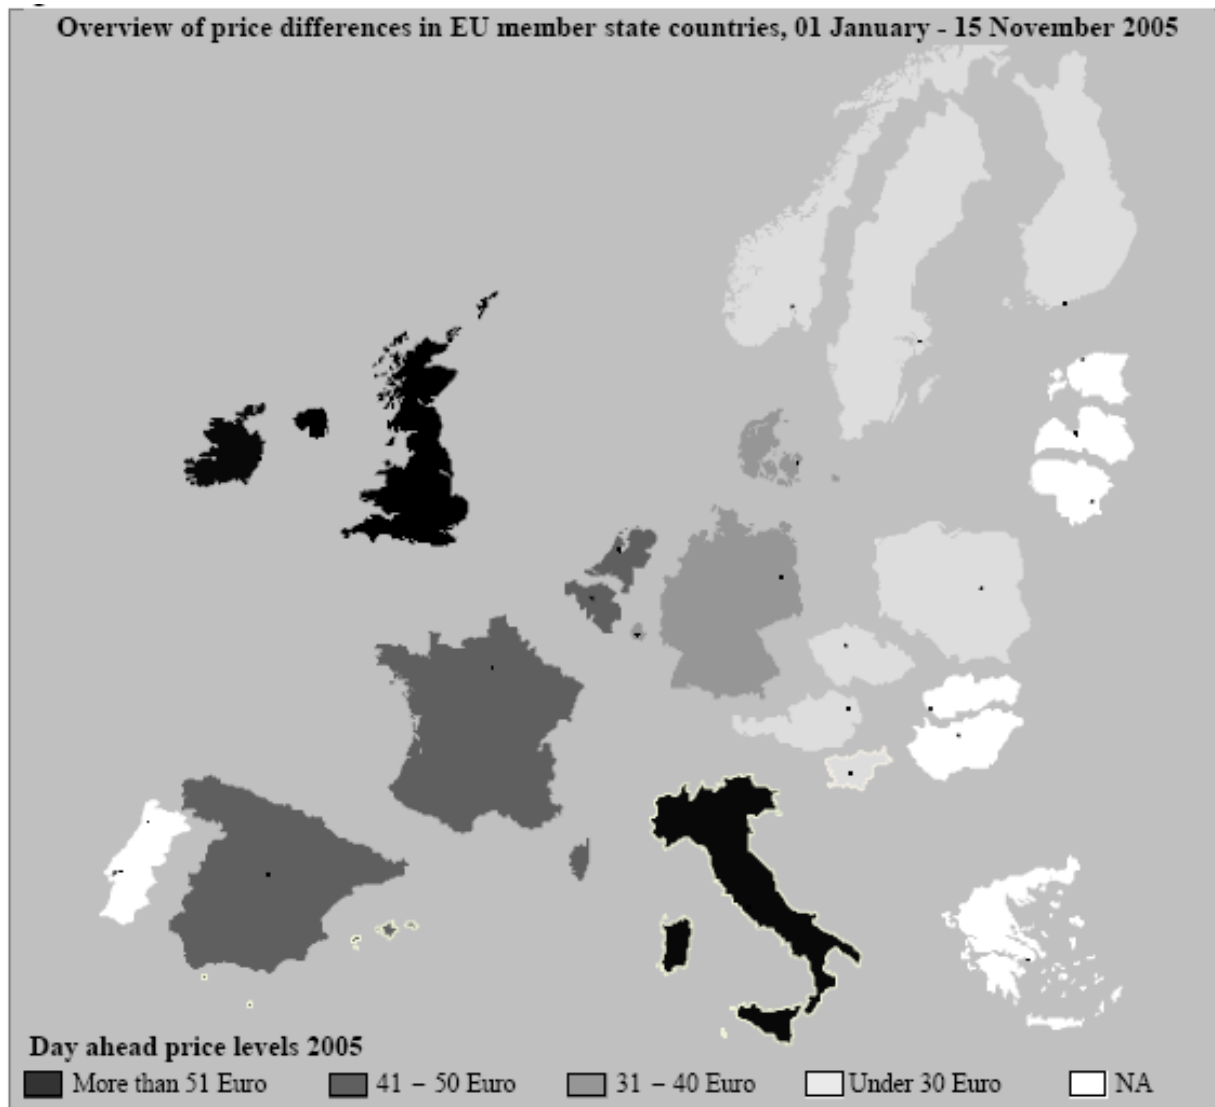 Overview of price differences in EU member state countries, 01 January - 15 November 2005
Day ahead price levels 2005
More than 51 Euro 41 – 50 Euro 31 – 40 Euro Under 30 Euro NA